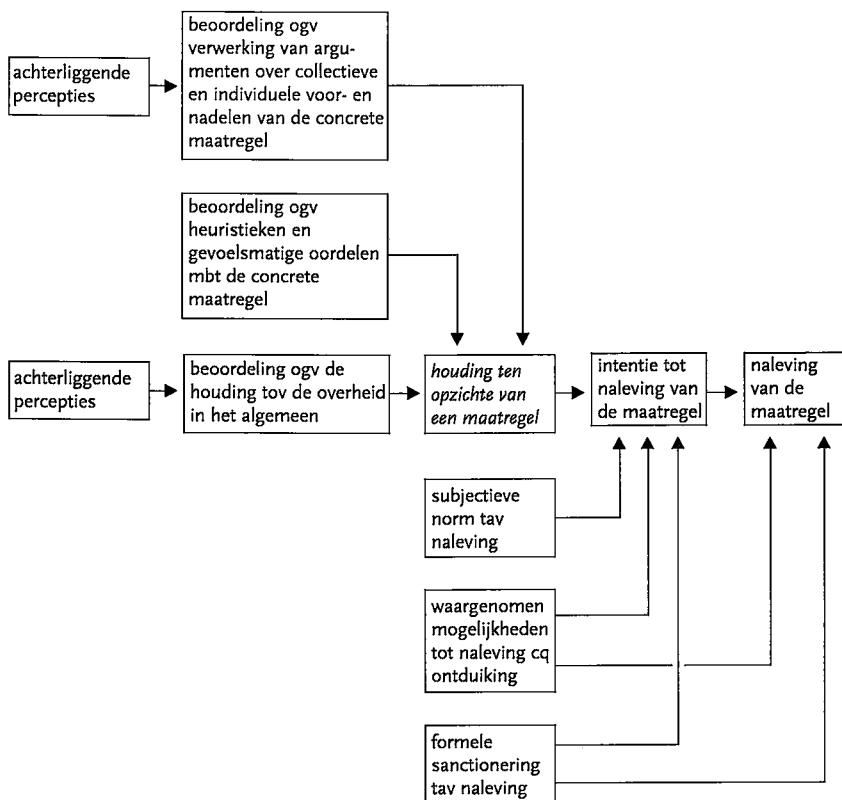 achterliggende
percepties
beoordeling ogv
verwerking van argu-
menten over collectieve
en individuele voor- en
nadelen van de concrete
maatregel
beoordeling ogv
heuristieken en
gevoelsmatige oordelen
mbt de concrete
maatregel
achterliggende
percepties
beoordeling ogv de
houding tov de overheid
in het algemeen
houding ten
opzichte van
een maatregel
intentie tot
naleving van
de maatregel
naleving
van de
maatregel
subjectieve
norm tav
naleving
waargenomen
mogelijkheden
tot naleving cq
ontduiking
formele
sanctionering
tav naleving